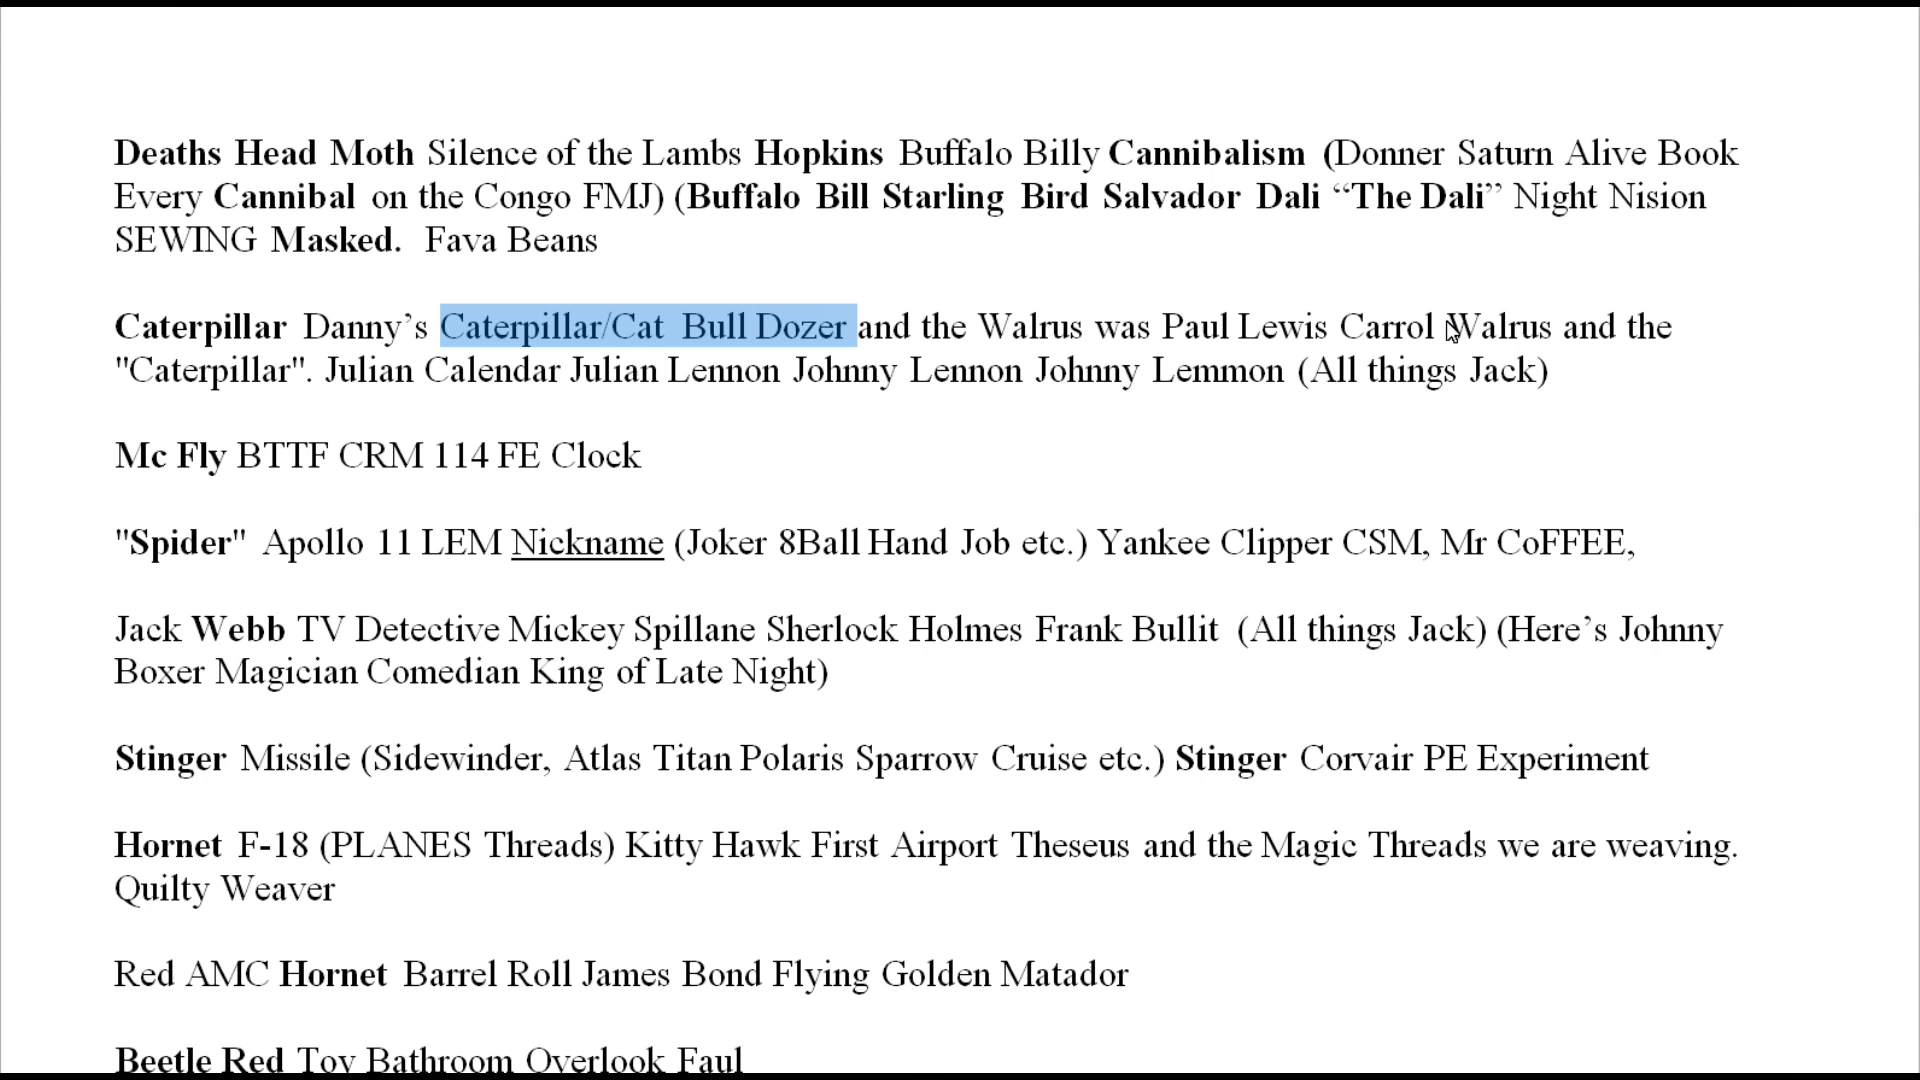 Deaths Head Moth Silence of the Lambs Hopkins Buffalo Billy Cannibalism (Donner Saturn Alive Book
Every Cannibal on the Congo FMJ) (Buffalo Bill Starling Bird Salvador Dali “The Dali” Night Nision
SEWING Masked. Fava Beans
Caterpillar Danny’s Caterpillar/Cat Bull Dozer and the Walrus was Paul Lewis Carrol Walrus and the
"Caterpillar". Julian Calendar Julian Lennon Johnny Lennon Johnny Lemmon (All things Jack)
Mc Fly BTTF CRM 114 FE Clock
"Spider" Apollo 11 LEM Nickname (Joker 8Ball Hand Job etc.) Yankee Clipper CSM, Mr CoFFEE,
Jack Webb TV Detective Mickey Spillane Sherlock Holmes Frank Bullit (All things Jack) (Here’s Johnny
Boxer Magician Comedian King of Late Night)
Stinger Missile (Sidewinder, Atlas Titan Polaris Sparrow Cruise etc.) Stinger Corvair PE Experiment
Hornet F-18 (PLANES Threads) Kitty Hawk First Airport Theseus and the Magic Threads we are weaving.
Quilty Weaver
Red AMC Hornet Barrel Roll James Bond Flying Golden Matador
Beetle Red Toy Bathroom Overlook Faul